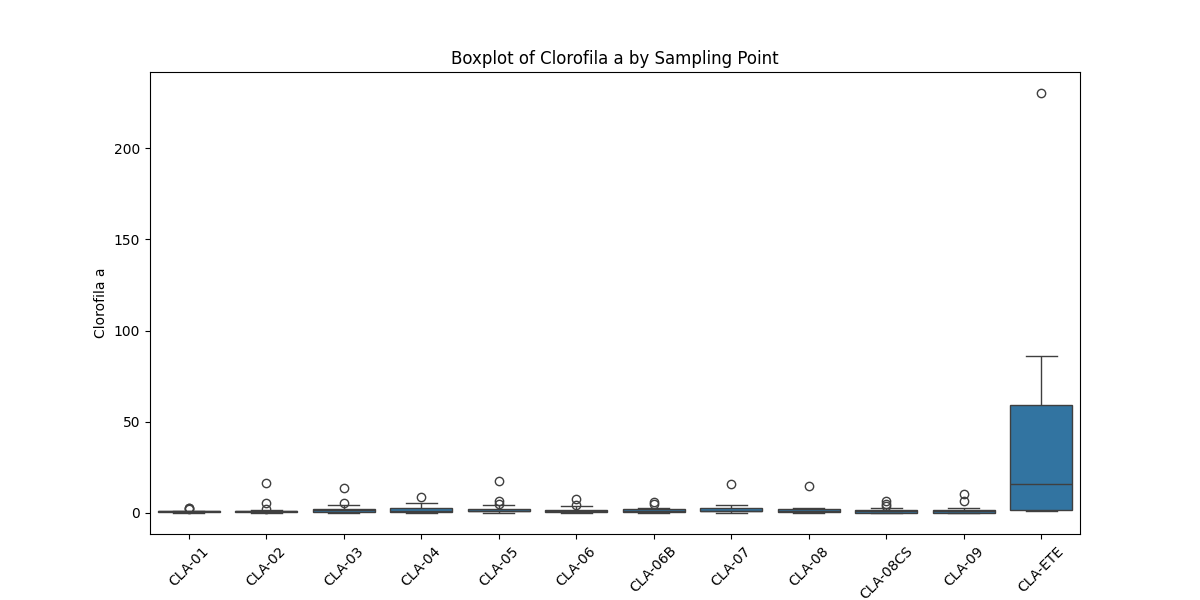 Boxplot of Clorofila a by Sampling Point
Clorofila a
200
150
100
50
0
CLA-01
CLA-02
CLA-03
CLA-04
CLA-05
CLA-06
CLA-06B
CLA-07
CLA-08
CLA-08CS
CLA-09
CLA-ETE